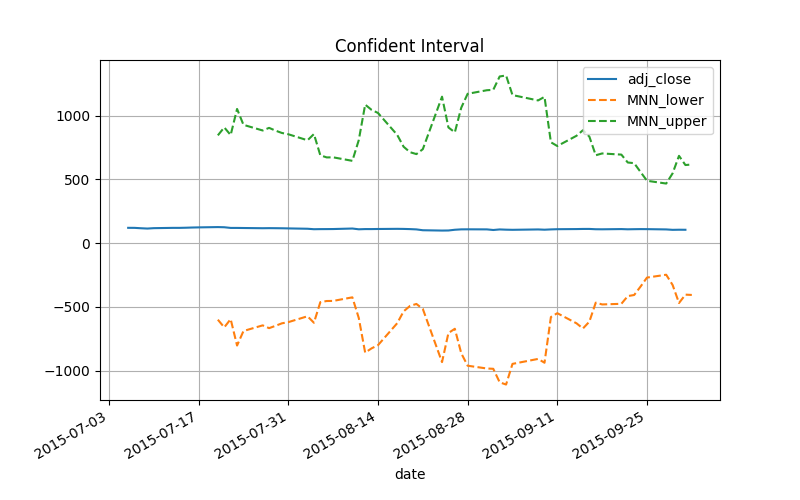 Confident Interval
adj_close
MNN_lower
MNN_upper
1000
500
0
−500
−1000
2015-07-03
2015-07-17
2015-07-31
2015-08-14
2015-08-28
2015-09-11
2015-09-25
date